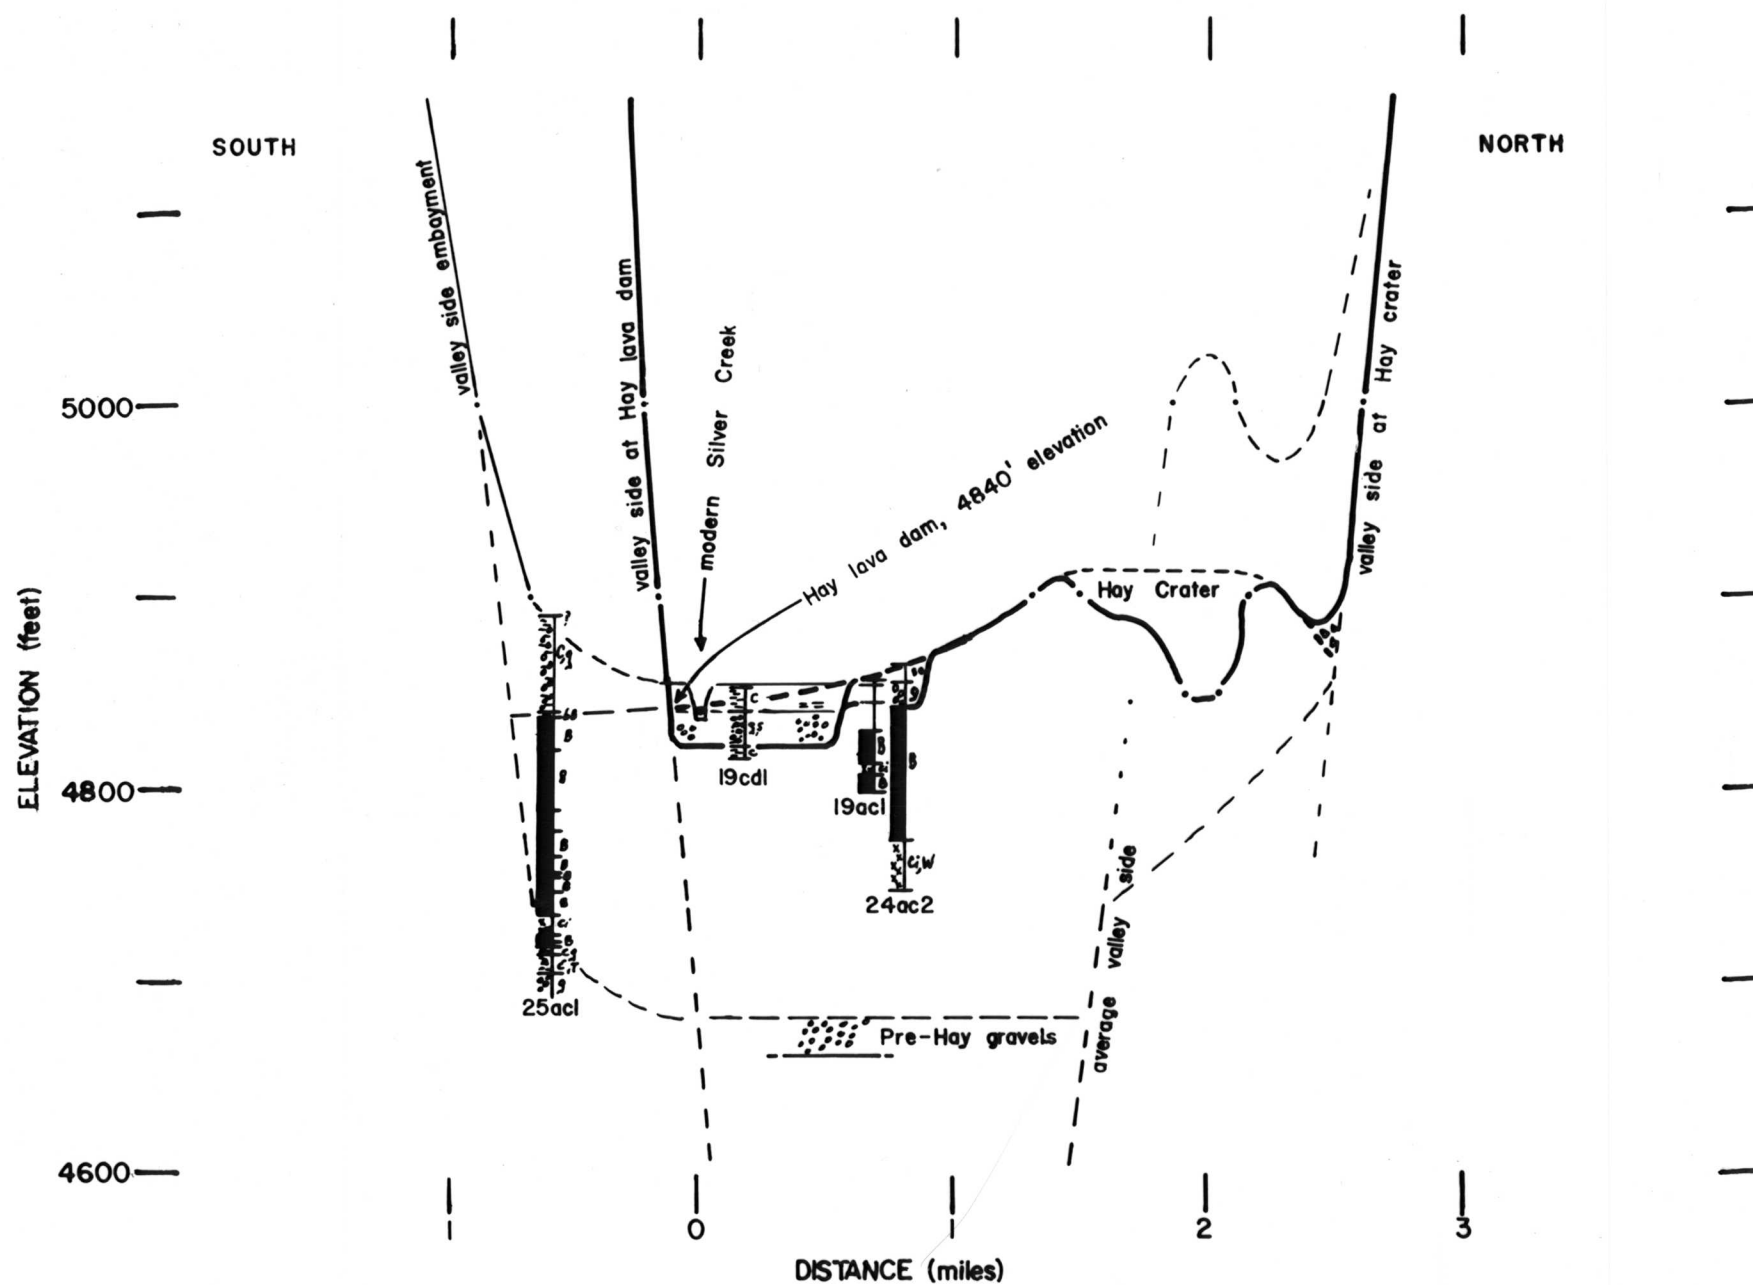 SOUTH
NORTH
valley side embayment
valley side at Hay lava dam
modern Silver Creek
Hay lava dam, 4840' elevation
valley side at Hay crater
5000
Hay Crater
ELEVATION (feet)
C
B
4800
19cd1
19ac1
B
Ci,W
24ac2
25ac1
average valley side
Pre-Hay gravels
4600
1
0
1
2
3
DISTANCE (miles)